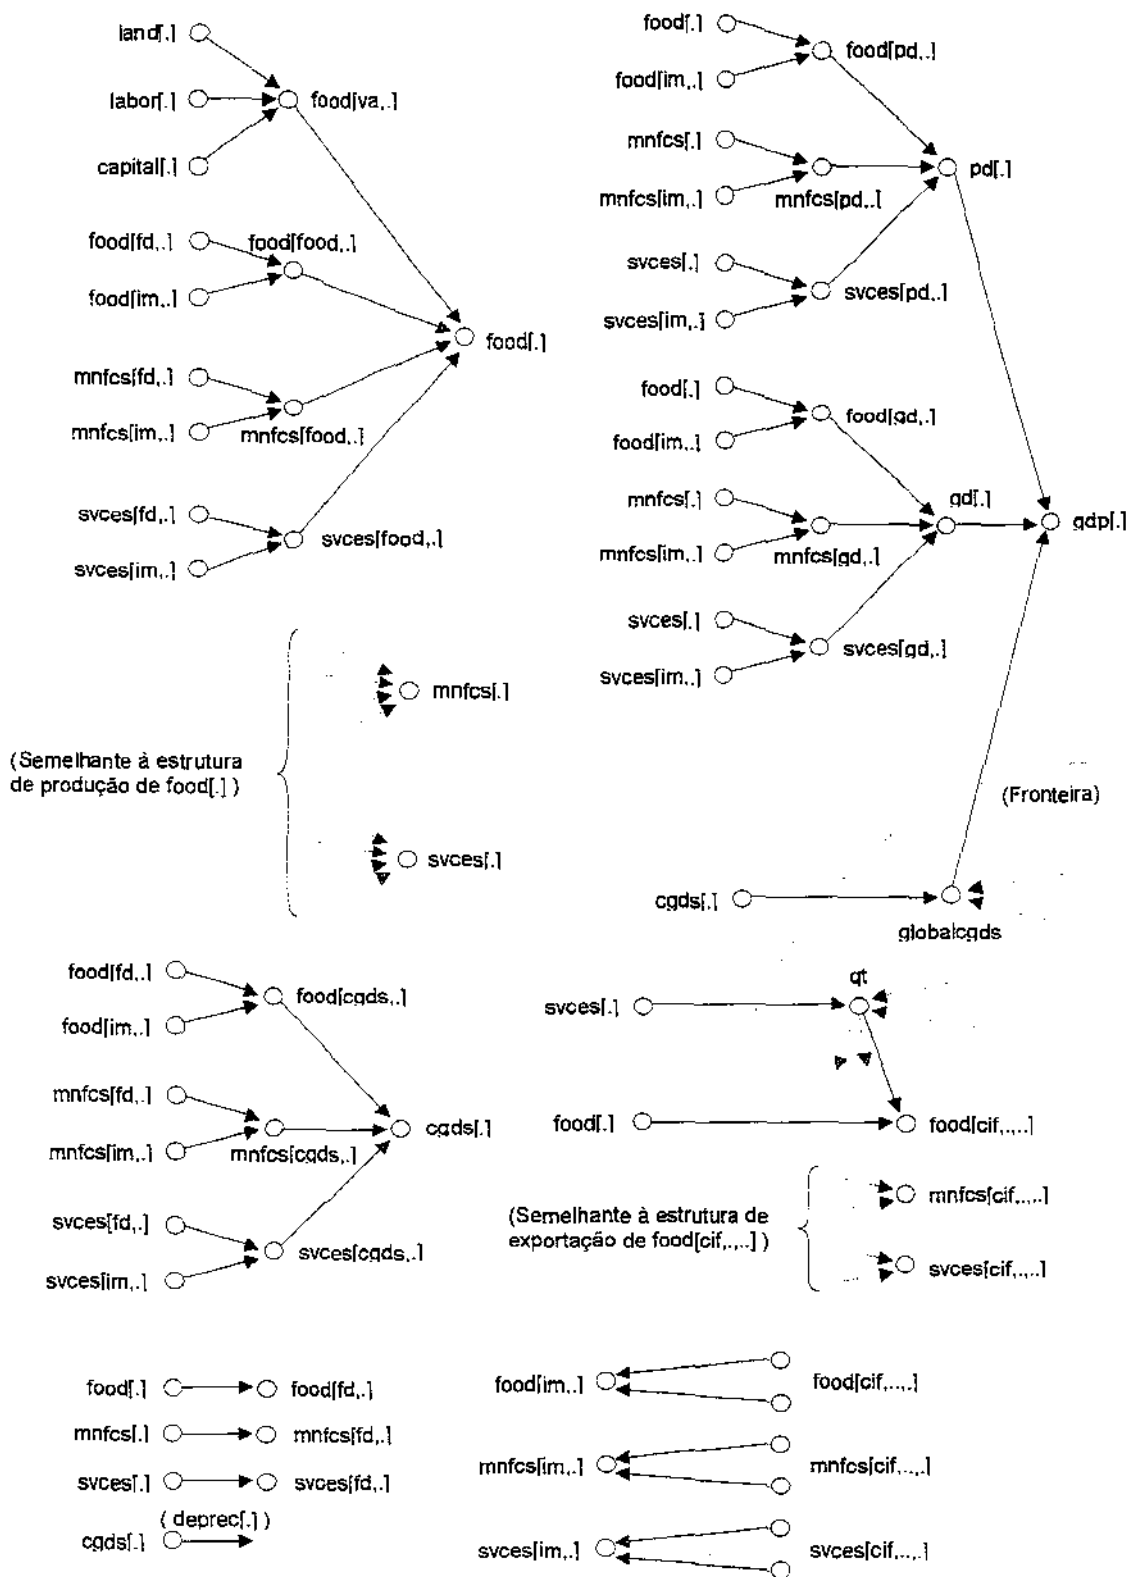 land[.]
labor[.]
food[va,.]
capital[.]
food[fd,.]
food[food,.]
food[im,.]
food[.]
mnfcs[fd,.]
mnfcs[im,.]
mnfcs[food,.]
svces[fd,.]
svces[food,.]
svces[im,.]
(Semelhante à estrutura
de produção de food[.] )
mnfcs[.]
svces[.]
food[fd,.]
food[cgds,.]
food[im,.]
mnfcs[fd,.]
cgds[.]
mnfcs[im,.]
mnfcs[cgds,.]
svces[fd,.]
svces[cgds,.]
svces[im,.]
food[.]
food[fd,.]
mnfcs[.]
mnfcs[fd,.]
svces[.]
svces[fd,.]
( deprec[.] )
cgds[.]
food[.]
food[pd,.]
food[im,.]
mnfcs[.]
pd[.]
mnfcs[im,.]
mnfcs[pd,.]
svces[.]
svces[pd,.]
svces[im,.]
food[.]
food[gd,.]
food[im,.]
mnfcs[.]
gd[.]
gdp[.]
mnfcs[im,.]
mnfcs[gd,.]
svces[.]
svces[gd,.]
svces[im,.]
(Fronteira)
cgds[.]
globalcgds
qt
svces[.]
food[.]
food[cif,.,..]
(Semelhante à estrutura de
exportação de food[cif,.,..] )
mnfcs[cif,.,..]
svces[cif,.,..]
food[im,.]
food[cif,..,.]
mnfcs[im,.]
mnfcs[cif,..,.]
svces[im,.]
svces[cif,..,.]